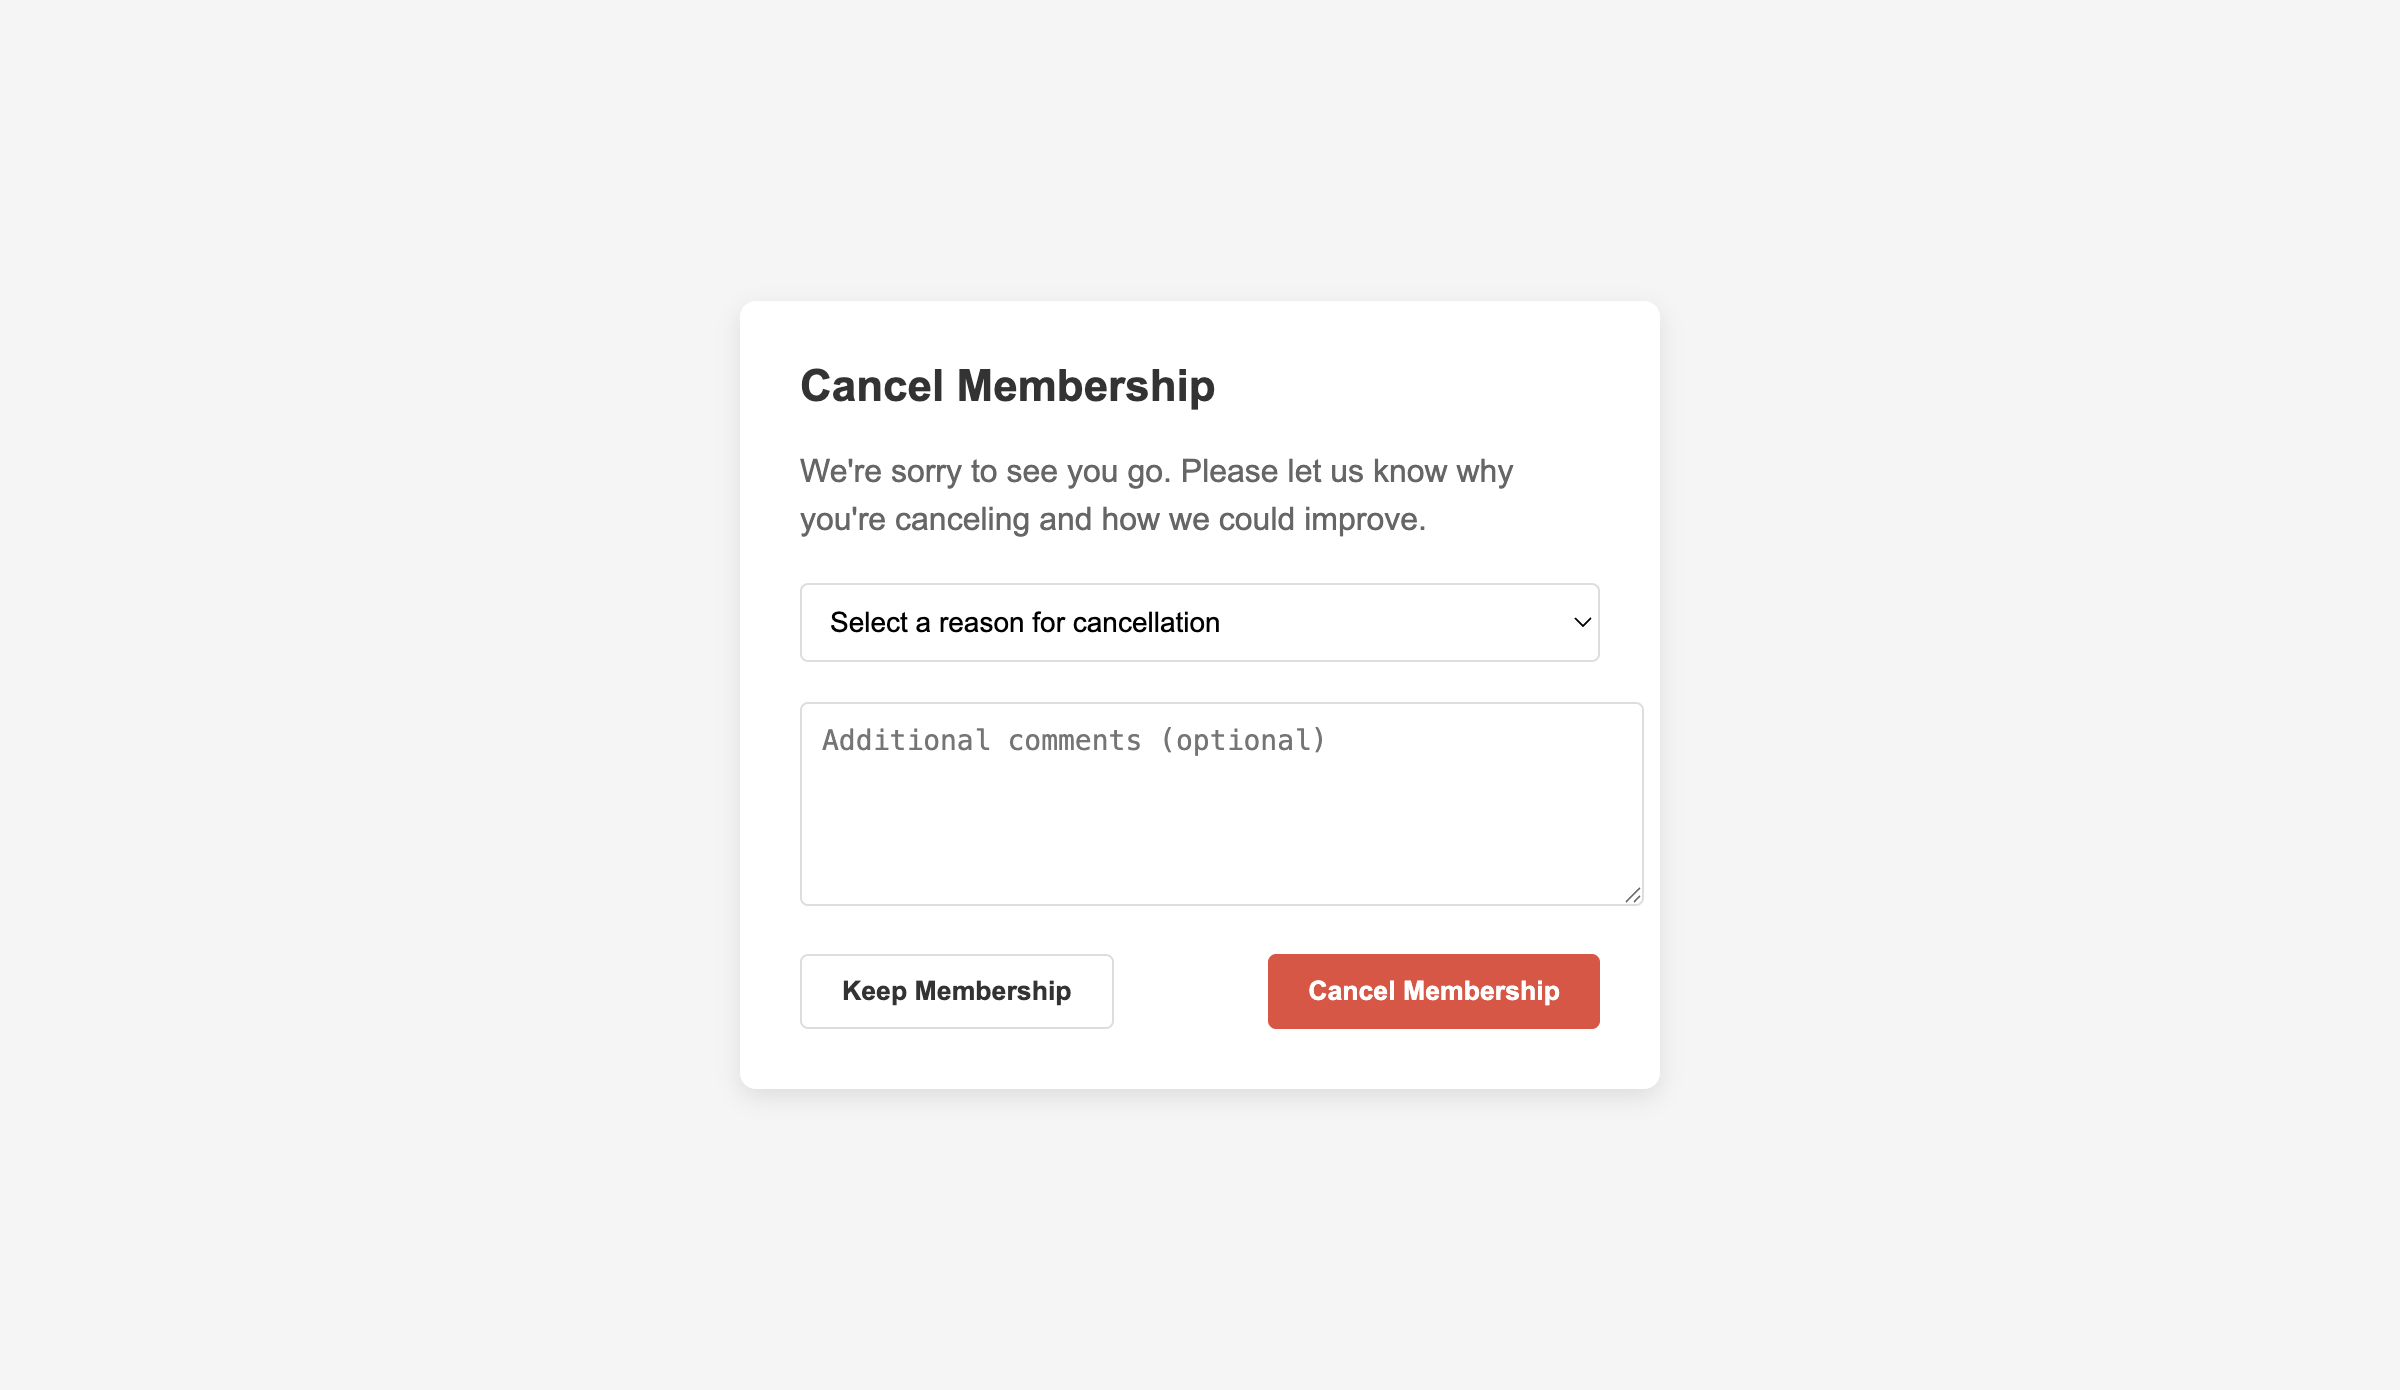 Cancel Membership
We're sorry to see you go. Please let us know why
you're canceling and how we could improve.
Select a reason for cancellation
Additional comments (optional)
Keep Membership
Cancel Membership